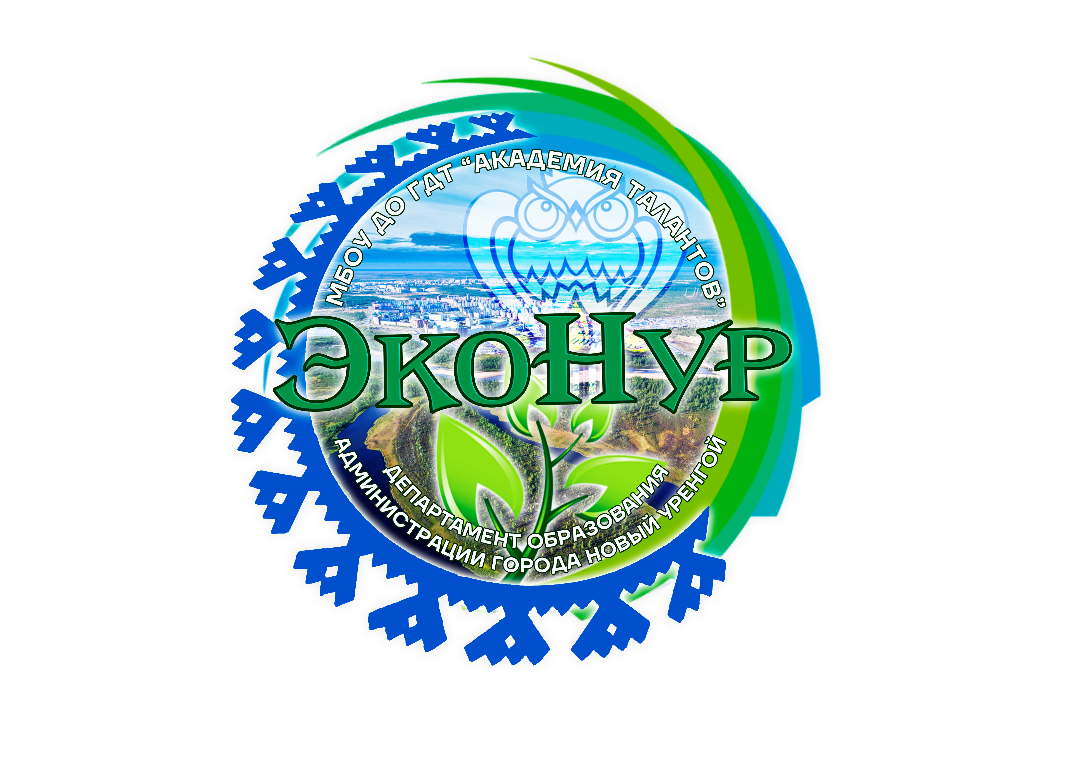 МБОУ ДО ГДТ “АКАДЕМИЯ ТАЛАНТОВ”
ЭкоНур
ДЕПАРТАМЕНТ ОБРАЗОВАНИЯ
АДМИНИСТРАЦИИ ГОРОДА НОВЫЙ УРЕНГОЙ